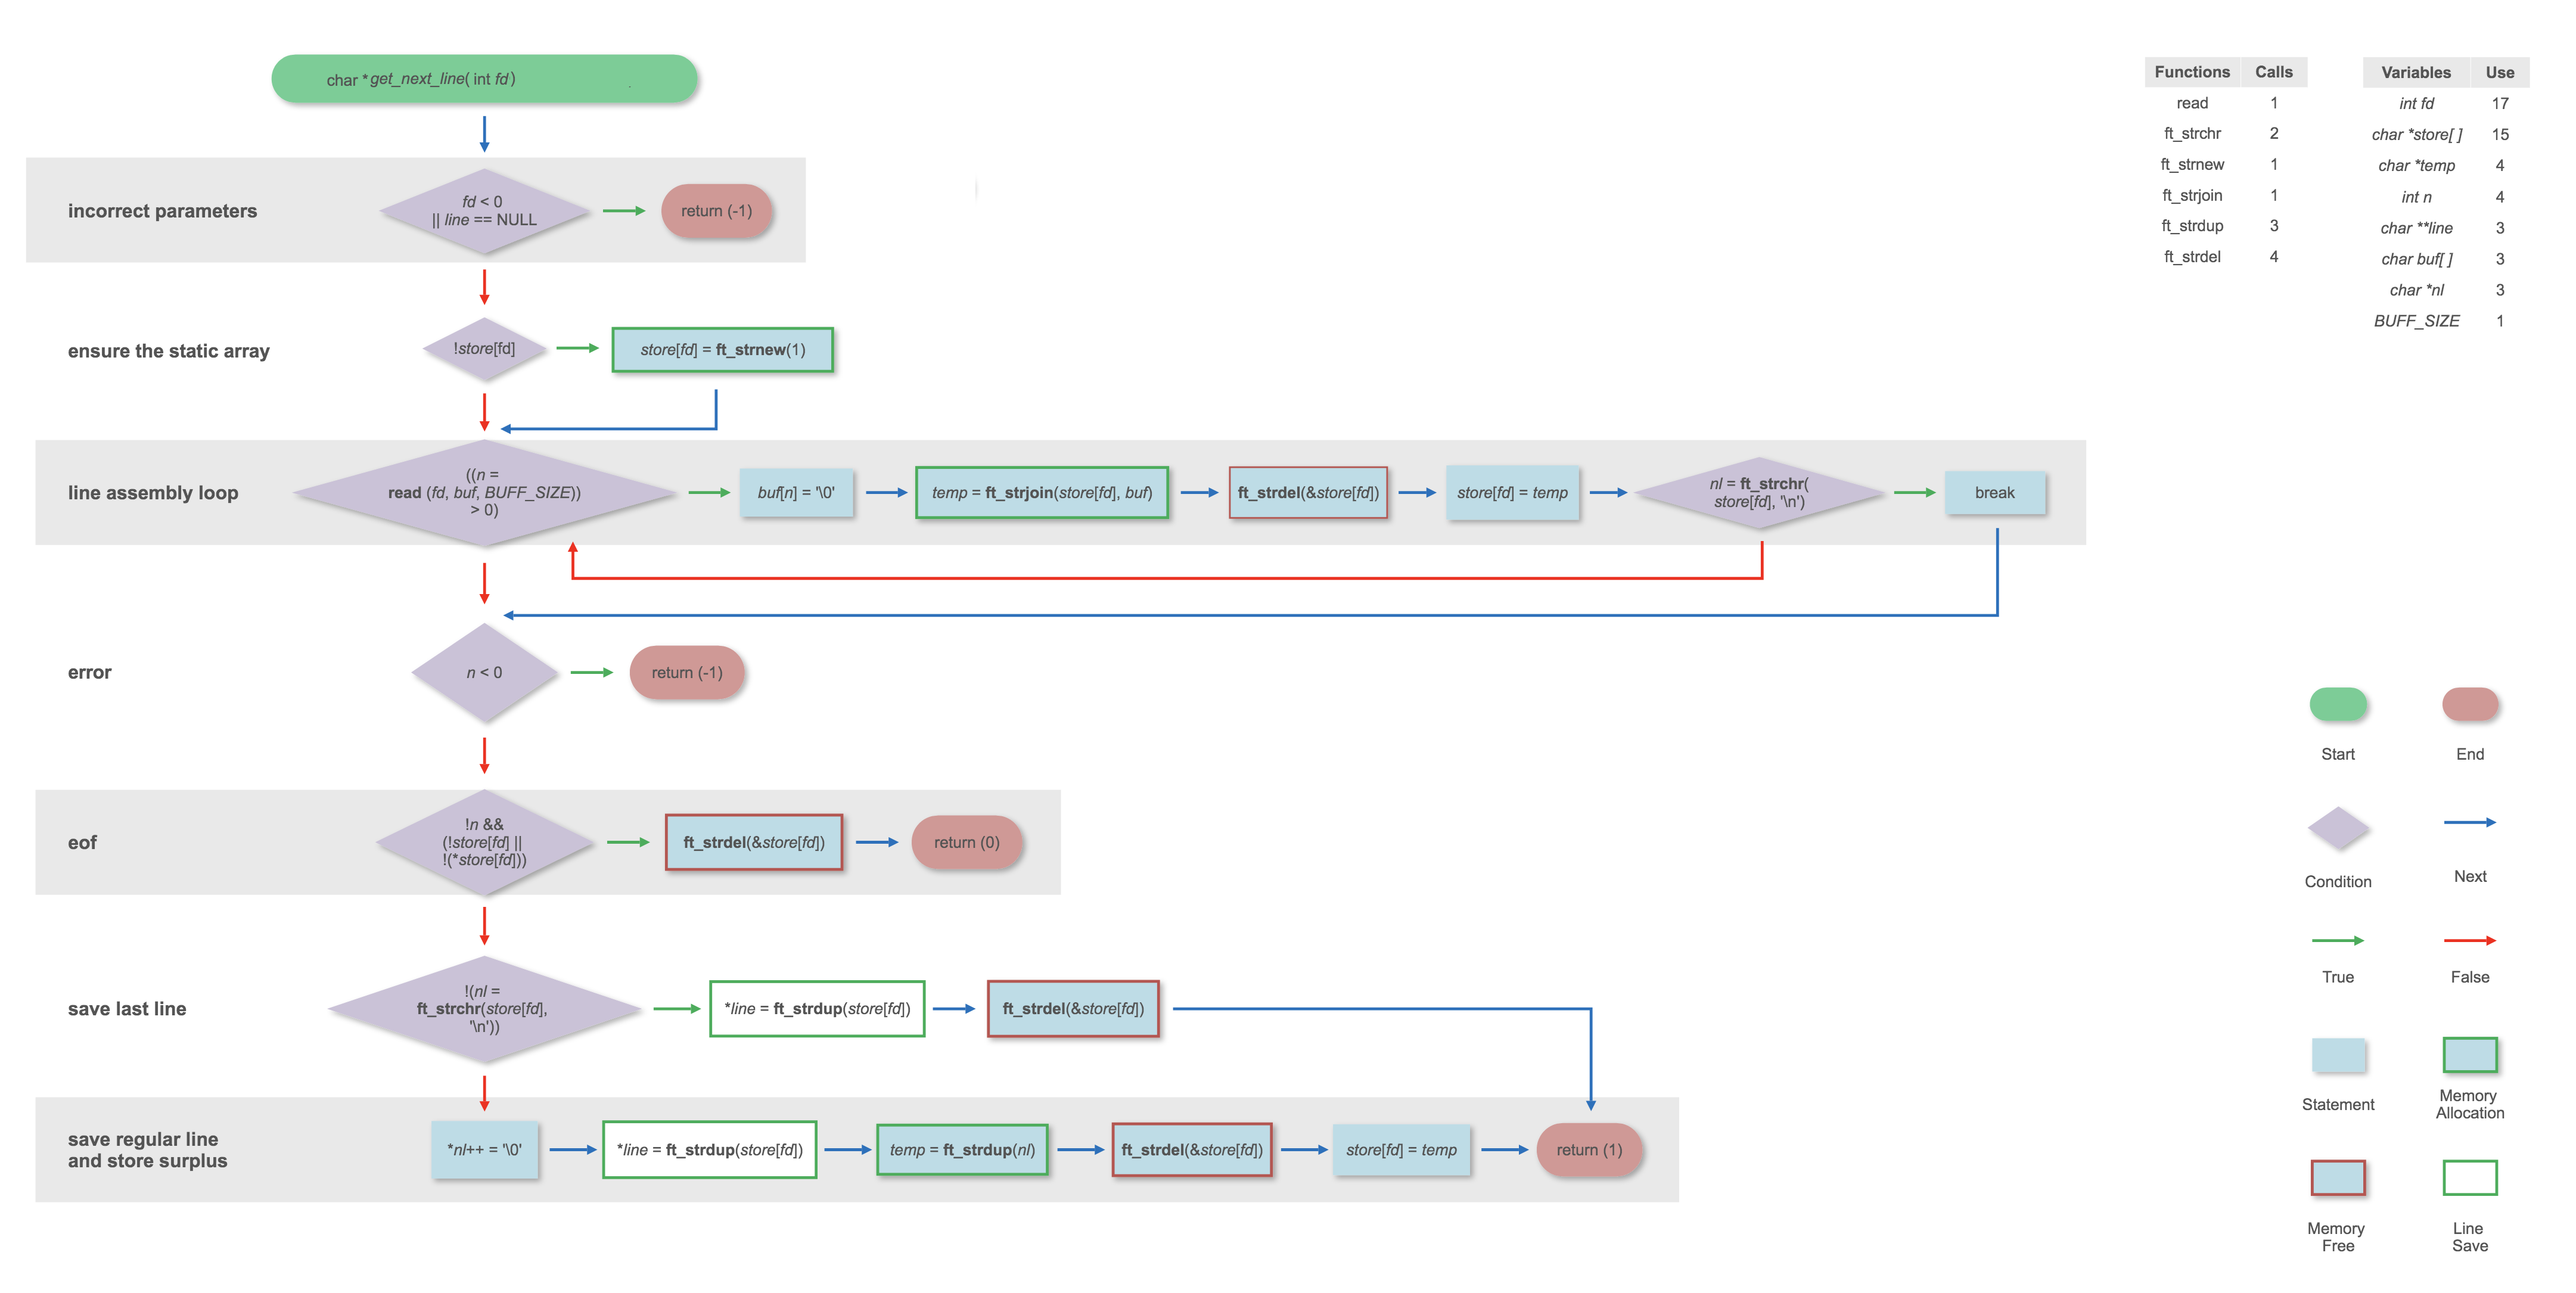 char *get_next_line( int fd)
incorrect parameters
fd < 0
|| line == NULL
return (-1)
ensure the static array
!store[fd]
store[fd] = ft_strnew(1)
line assembly loop
((n =
read (fd, buf, BUFF_SIZE))
> 0)
buf[n] = '\0'
temp = ft_strjoin(store[fd], buf)
ft_strdel(&store[fd])
store[fd] = temp
nl = ft_strchr(
store[fd], '\n')
break
error
n < 0
return (-1)
eof
!n &&
(!store[fd] ||
!(*store[fd]))
ft_strdel(&store[fd])
return (0)
save last line
!(nl =
ft_strchr(store[fd],
'\n'))
*line = ft_strdup(store[fd])
ft_strdel(&store[fd])
save regular line
and store surplus
*nl++ = '\0'
*line = ft_strdup(store[fd])
temp = ft_strdup(nl)
ft_strdel(&store[fd])
store[fd] = temp
return (1)
Functions Calls
read 1
ft_strchr 2
ft_strnew 1
ft_strjoin 1
ft_strdup 3
ft_strdel 4
Variables Use
int fd 17
char *store[ ] 15
char *temp 4
int n 4
char **line 3
char buf[ ] 3
char *nl 3
BUFF_SIZE 1
Start
End
Condition
Next
True
False
Statement
Memory
Allocation
Memory
Free
Line
Save